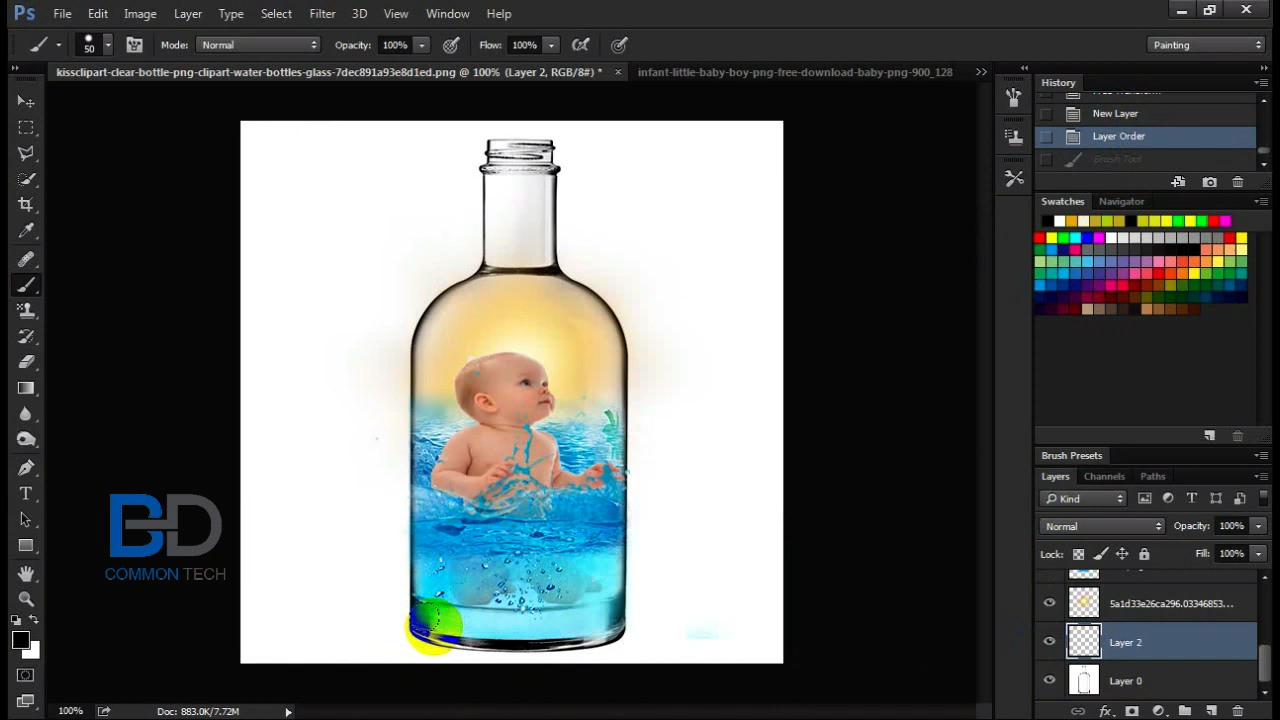 Ps File Edit Image Layer Type Select Filter 3D View Window Help
50 Mode: Normal Opacity: 100% Flow: 100% Painting
kissclipart-clear-bottle-png-clipart-water-bottles-glass-7dec891a93e8d1ed.png @ 100% (Layer 2, RGB/8#) * × infant-little-baby-boy-png-free-download-baby-png-900_128
History
New Layer
Layer Order
Brush Tool
Swatches Navigator
Brush Presets
Layers Channels Paths
Kind
Normal Opacity: 100%
Lock: Fill: 100%
5a1d33e26ca296.03346853...
Layer 2
Layer 0
BD
COMMON TECH
100% Doc: 883.0K/7.72M